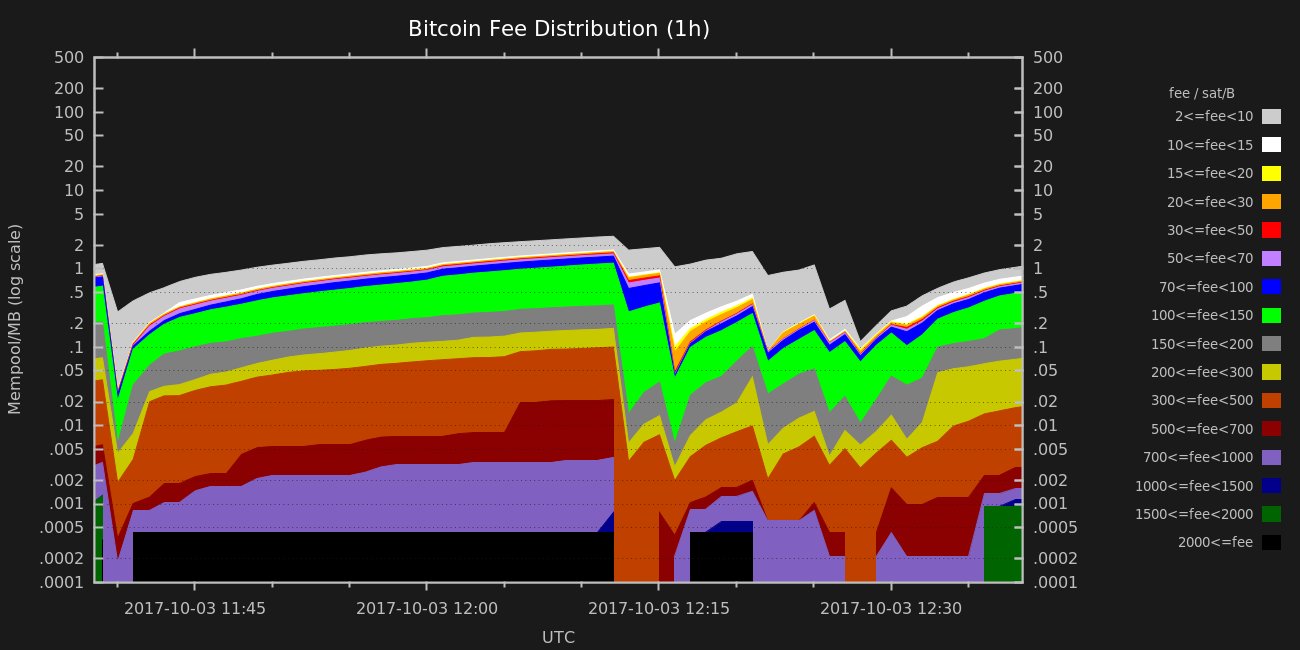 Bitcoin Fee Distribution (1h)
500
200
100
50
20
10
5
2
1
.5
.2
.1
.05
.02
.01
.005
.002
.001
.0005
.0002
.0001
Mempool/MB (log scale)
500
200
100
50
20
10
5
2
1
.5
.2
.1
.05
.02
.01
.005
.002
.001
.0005
.0002
.0001
2017-10-03 11:45
2017-10-03 12:00
2017-10-03 12:15
2017-10-03 12:30
UTC
fee / sat/B
2<=fee<10
10<=fee<15
15<=fee<20
20<=fee<30
30<=fee<50
50<=fee<70
70<=fee<100
100<=fee<150
150<=fee<200
200<=fee<300
300<=fee<500
500<=fee<700
700<=fee<1000
1000<=fee<1500
1500<=fee<2000
2000<=fee